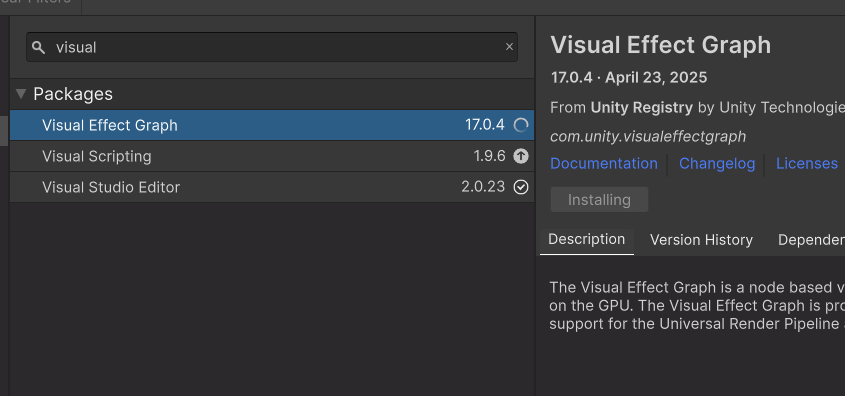 Filters
visual
Packages
Visual Effect Graph 17.0.4
Visual Scripting 1.9.6
Visual Studio Editor 2.0.23
Visual Effect Graph
17.0.4 · April 23, 2025
From Unity Registry by Unity Technologie
com.unity.visualeffectgraph
Documentation Changelog Licenses
Installing
Description Version History Depender
The Visual Effect Graph is a node based v
on the GPU. The Visual Effect Graph is pro
support for the Universal Render Pipeline